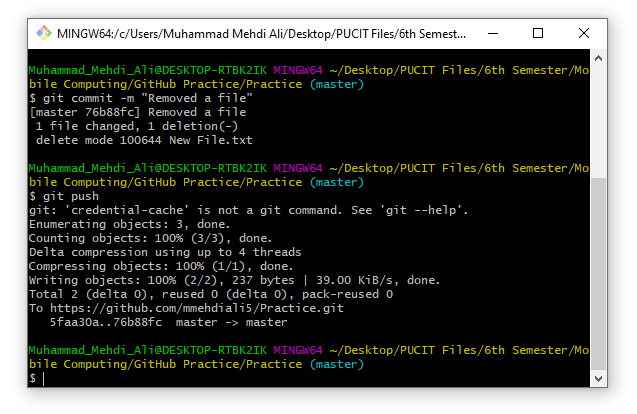 MINGW64:/c/Users/Muhammad Mehdi Ali/Desktop/PUCIT Files/6th Semest...
Muhammad_Mehdi_Ali@DESKTOP-RTBK2IK MINGW64 ~/Desktop/PUCIT Files/6th Semester/Mo
bile Computing/GitHub Practice/Practice (master)
$ git commit -m "Removed a file"
[master 76b88fc] Removed a file
 1 file changed, 1 deletion(-)
 delete mode 100644 New File.txt
Muhammad_Mehdi_Ali@DESKTOP-RTBK2IK MINGW64 ~/Desktop/PUCIT Files/6th Semester/Mo
bile Computing/GitHub Practice/Practice (master)
$ git push
git: 'credential-cache' is not a git command. See 'git --help'.
Enumerating objects: 3, done.
Counting objects: 100% (3/3), done.
Delta compression using up to 4 threads
Compressing objects: 100% (1/1), done.
Writing objects: 100% (2/2), 237 bytes | 39.00 KiB/s, done.
Total 2 (delta 0), reused 0 (delta 0), pack-reused 0
To https://github.com/mmehdiali5/Practice.git
   5faa30a..76b88fc  master -> master
Muhammad_Mehdi_Ali@DESKTOP-RTBK2IK MINGW64 ~/Desktop/PUCIT Files/6th Semester/Mo
bile Computing/GitHub Practice/Practice (master)
$